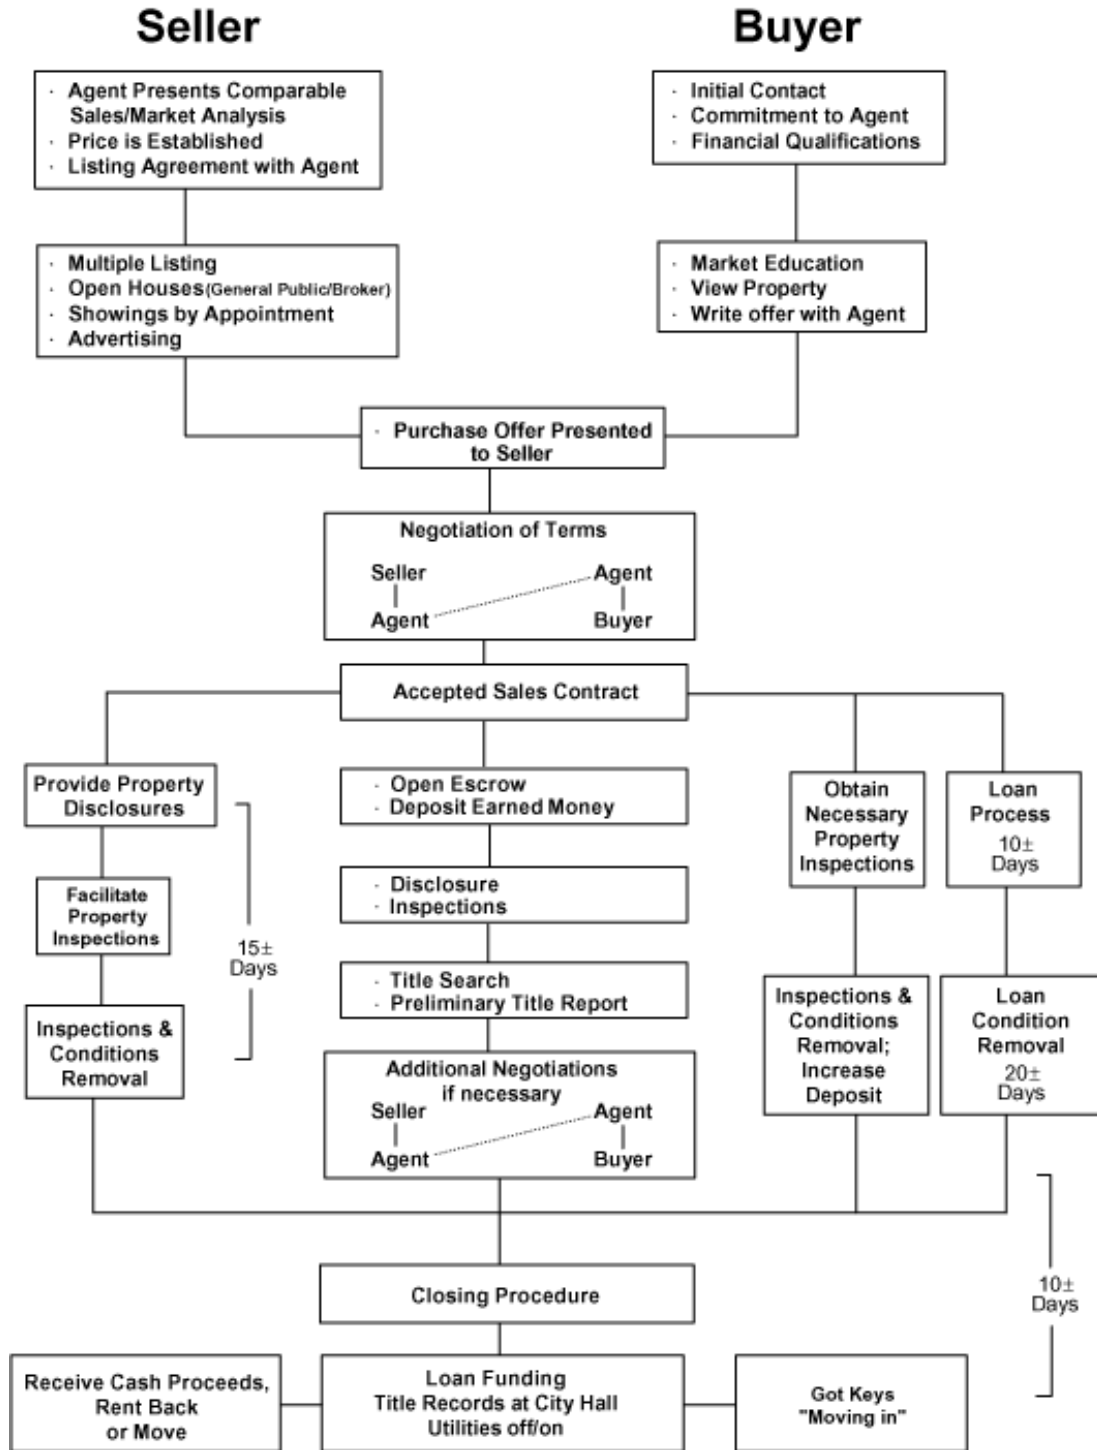 Seller
Buyer
· Agent Presents Comparable
Sales/Market Analysis
· Price is Established
· Listing Agreement with Agent
· Initial Contact
· Commitment to Agent
· Financial Qualifications
· Multiple Listing
· Open Houses(General Public/Broker)
· Showings by Appointment
· Advertising
· Market Education
· View Property
· Write offer with Agent
· Purchase Offer Presented
to Seller
Negotiation of Terms
Seller
Agent
Agent
Buyer
Accepted Sales Contract
Provide Property
Disclosures
Facilitate
Property
Inspections
Inspections &
Conditions
Removal
15±
Days
· Open Escrow
· Deposit Earned Money
· Disclosure
· Inspections
· Title Search
· Preliminary Title Report
Additional Negotiations
if necessary
Seller
Agent
Agent
Buyer
Obtain
Necessary
Property
Inspections
Inspections &
Conditions
Removal;
Increase
Deposit
Loan
Process
10±
Days
Loan
Condition
Removal
20±
Days
Closing Procedure
10±
Days
Receive Cash Proceeds,
Rent Back
or Move
Loan Funding
Title Records at City Hall
Utilities off/on
Got Keys
"Moving in"